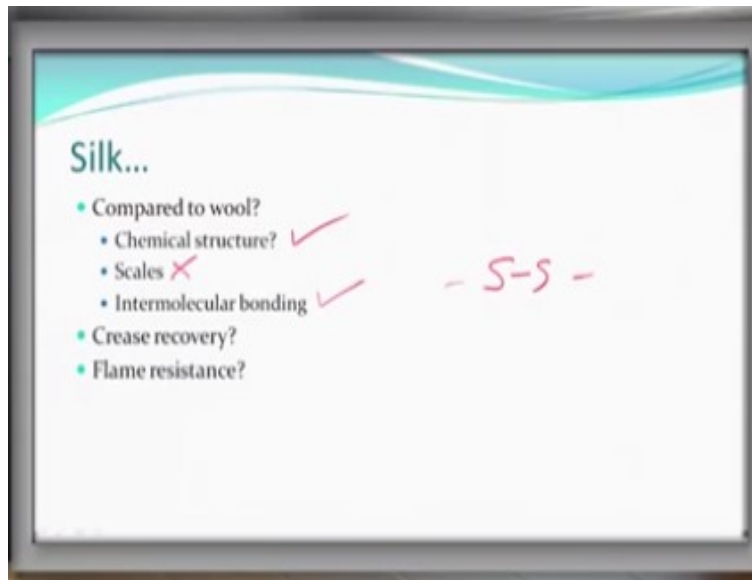 Silk...
• Compared to wool?
• Chemical structure? ✓
• Scales ✗
• Intermolecular bonding ✓
- S-S -
• Crease recovery?
• Flame resistance?